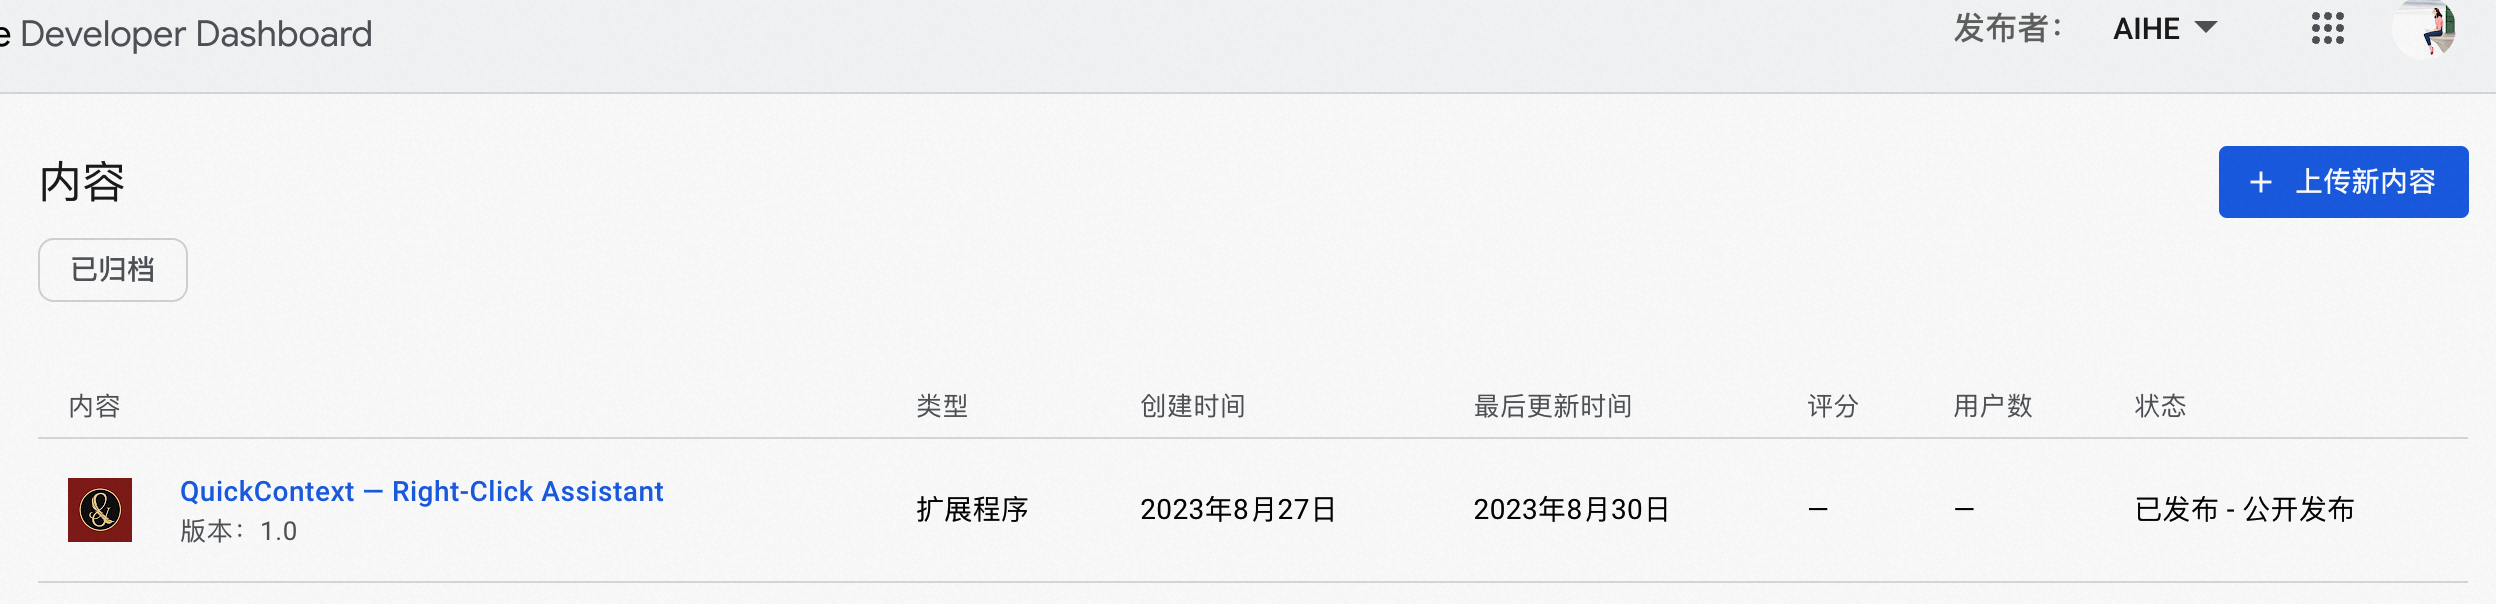 e Developer Dashboard
发布者： AIHE
内容
+ 上传新内容
已归档
内容 类型 创建时间 最后更新时间 评分 用户数 状态
QuickContext — Right-Click Assistant
版本： 1.0
扩展程序 2023年8月27日 2023年8月30日 — — 已发布 - 公开发布